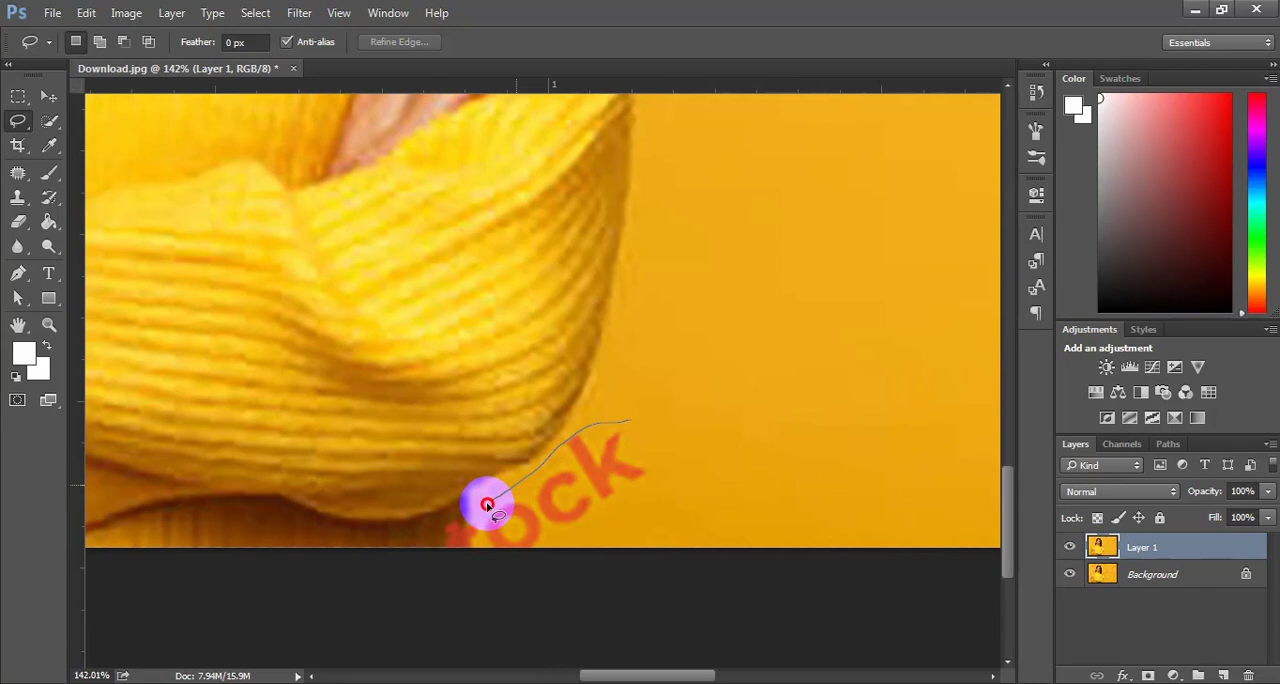 Ps File Edit Image Layer Type Select Filter View Window Help
Feather: 0 px Anti-alias Refine Edge... Essentials
Download.jpg @ 142% (Layer 1, RGB/8) *
1
Color Swatches
Adjustments Styles
Add an adjustment
Layers Channels Paths
Kind
Normal Opacity: 100%
Lock: Fill: 100%
Layer 1
Background
rock
142.01% Doc: 7.94M/15.9M